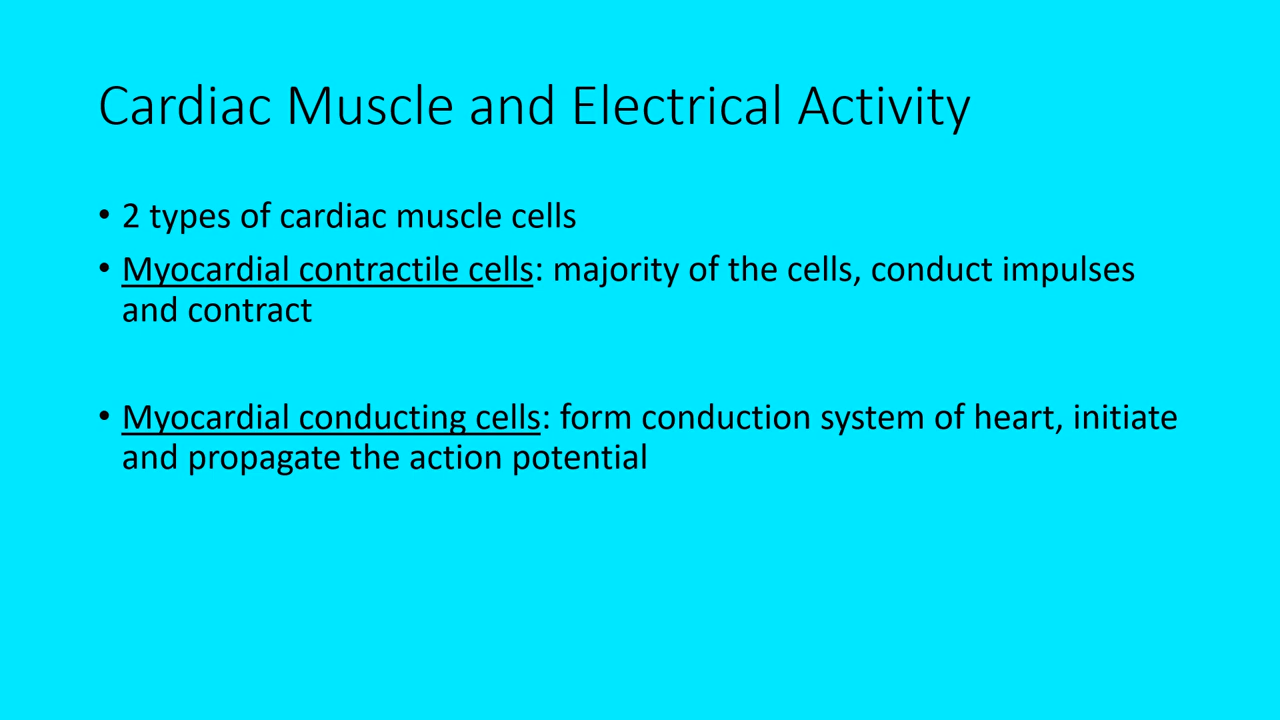 Cardiac Muscle and Electrical Activity
• 2 types of cardiac muscle cells
• Myocardial contractile cells: majority of the cells, conduct impulses
and contract
• Myocardial conducting cells: form conduction system of heart, initiate
and propagate the action potential